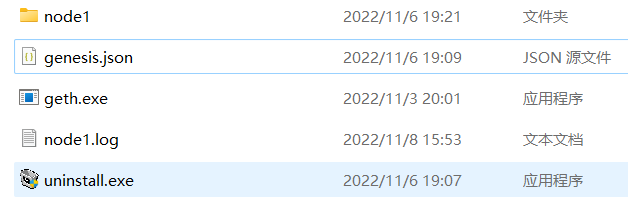 node1 2022/11/6 19:21 文件夹
genesis.json 2022/11/6 19:09 JSON 源文件
geth.exe 2022/11/3 20:01 应用程序
node1.log 2022/11/8 15:53 文本文档
uninstall.exe 2022/11/6 19:07 应用程序